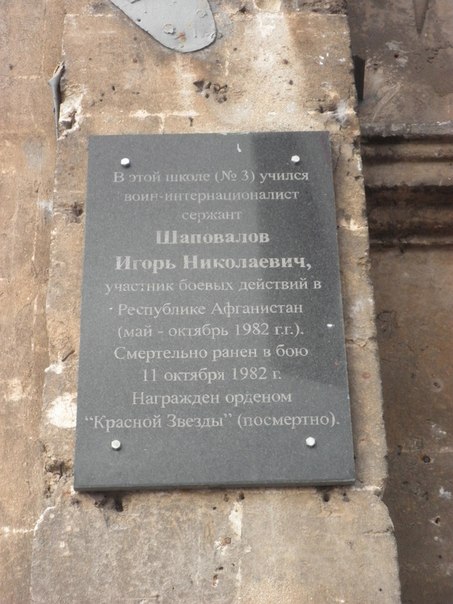 В этой школе (№ 3) учился
воин-интернационалист
сержант
Шаповалов
Игорь Николаевич,
участник боевых действий в
Республике Афганистан
(май - октябрь 1982 г.г.).
Смертельно ранен в бою
11 октября 1982 г.
Награжден орденом
“Красной Звезды” (посмертно).